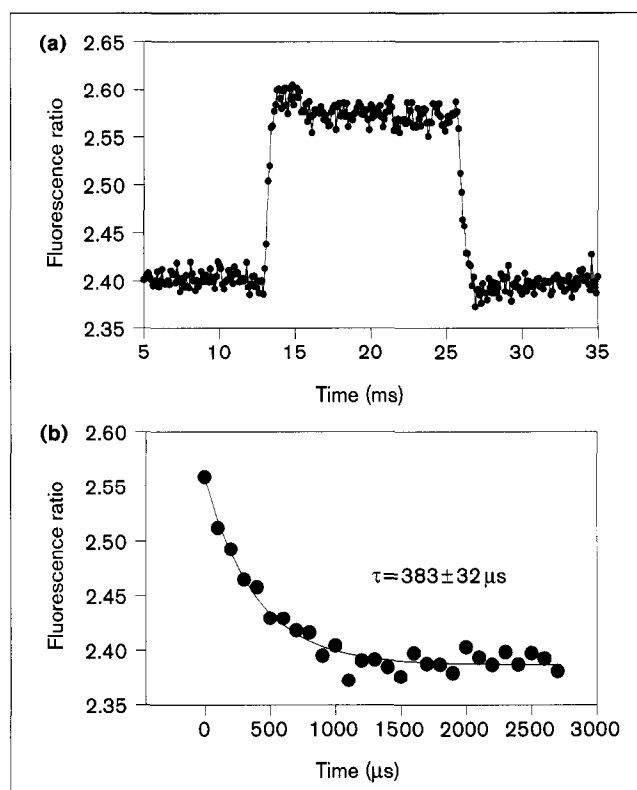 (a)
2.65
2.60
2.55
2.50
2.45
2.40
2.35
Fluorescence ratio
5 10 15 20 25 30 35
Time (ms)
(b)
2.60
2.55
2.50
2.45
2.40
2.35
Fluorescence ratio
τ=383±32 μs
0 500 1000 1500 2000 2500 3000
Time (μs)